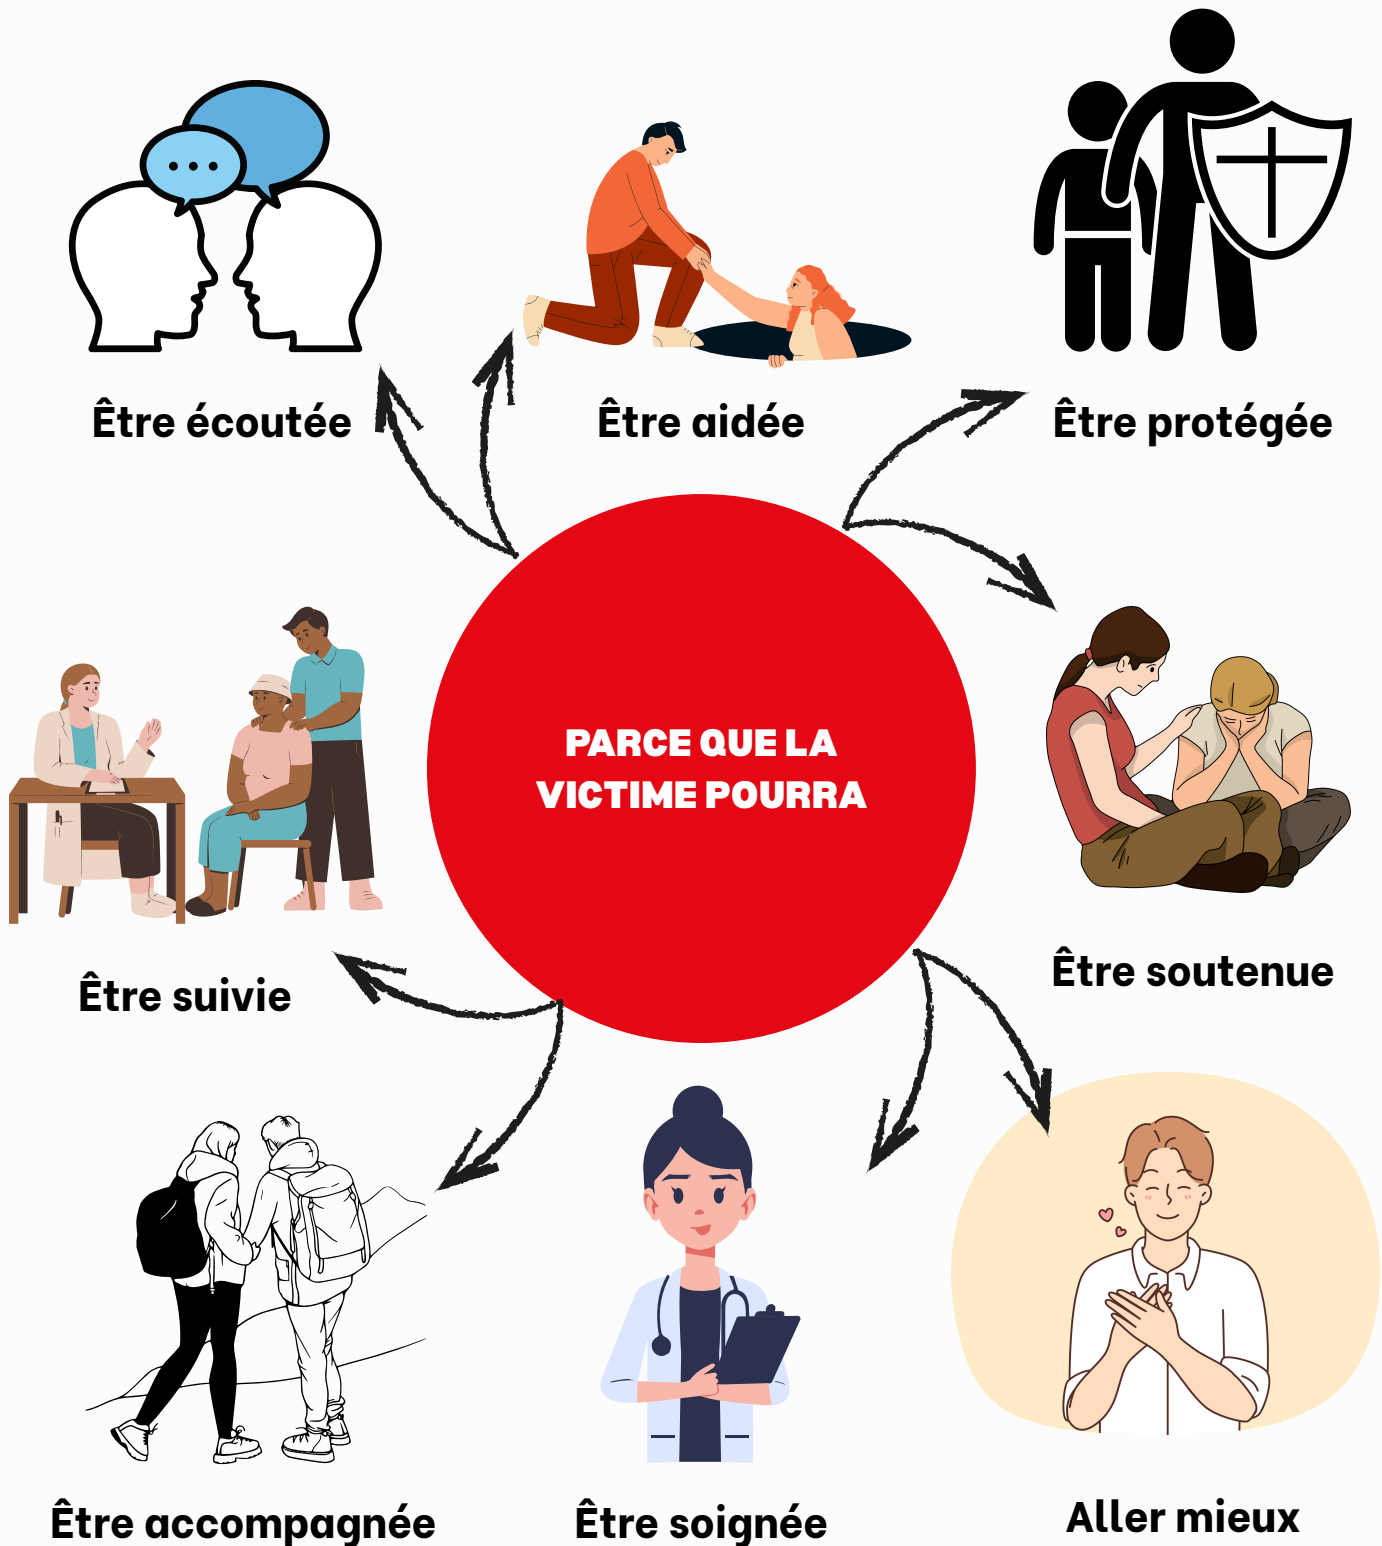 Être écoutée
Être aidée
Être protégée
PARCE QUE LA
VICTIME POURRA
Être suivie
Être soutenue
Être accompagnée
Être soignée
Aller mieux